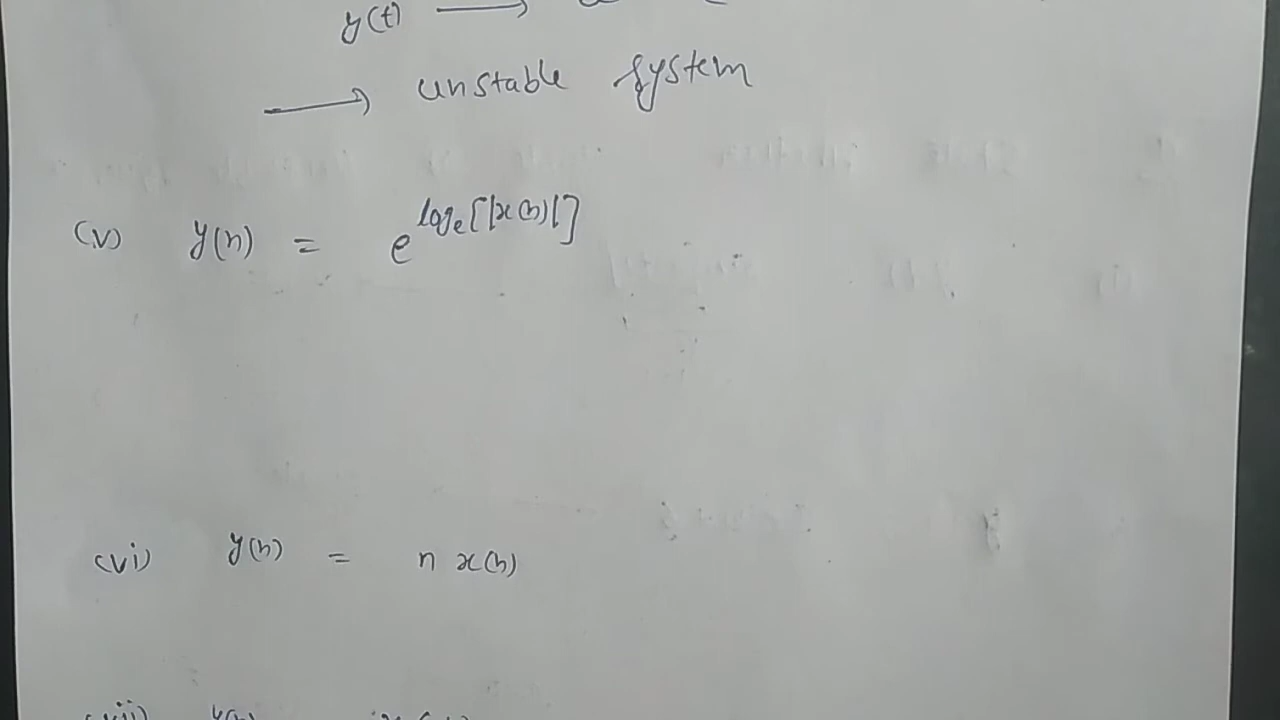 y(t) ⟶
⟶ unstable system
(v) y(n) = e^{log_e[|x(n)|]}
(vi) y(n) = n x(n)